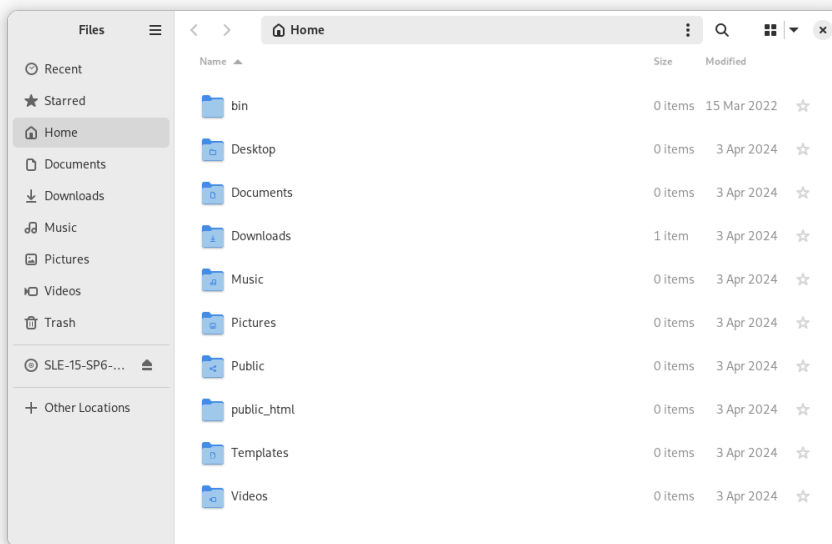 Files
Recent
Starred
Home
Documents
Downloads
Music
Pictures
Videos
Trash
SLE-15-SP6-...
Other Locations
Home
Name Size Modified
bin 0 items 15 Mar 2022
Desktop 0 items 3 Apr 2024
Documents 0 items 3 Apr 2024
Downloads 1 item 3 Apr 2024
Music 0 items 3 Apr 2024
Pictures 0 items 3 Apr 2024
Public 0 items 3 Apr 2024
public_html 0 items 3 Apr 2024
Templates 0 items 3 Apr 2024
Videos 0 items 3 Apr 2024